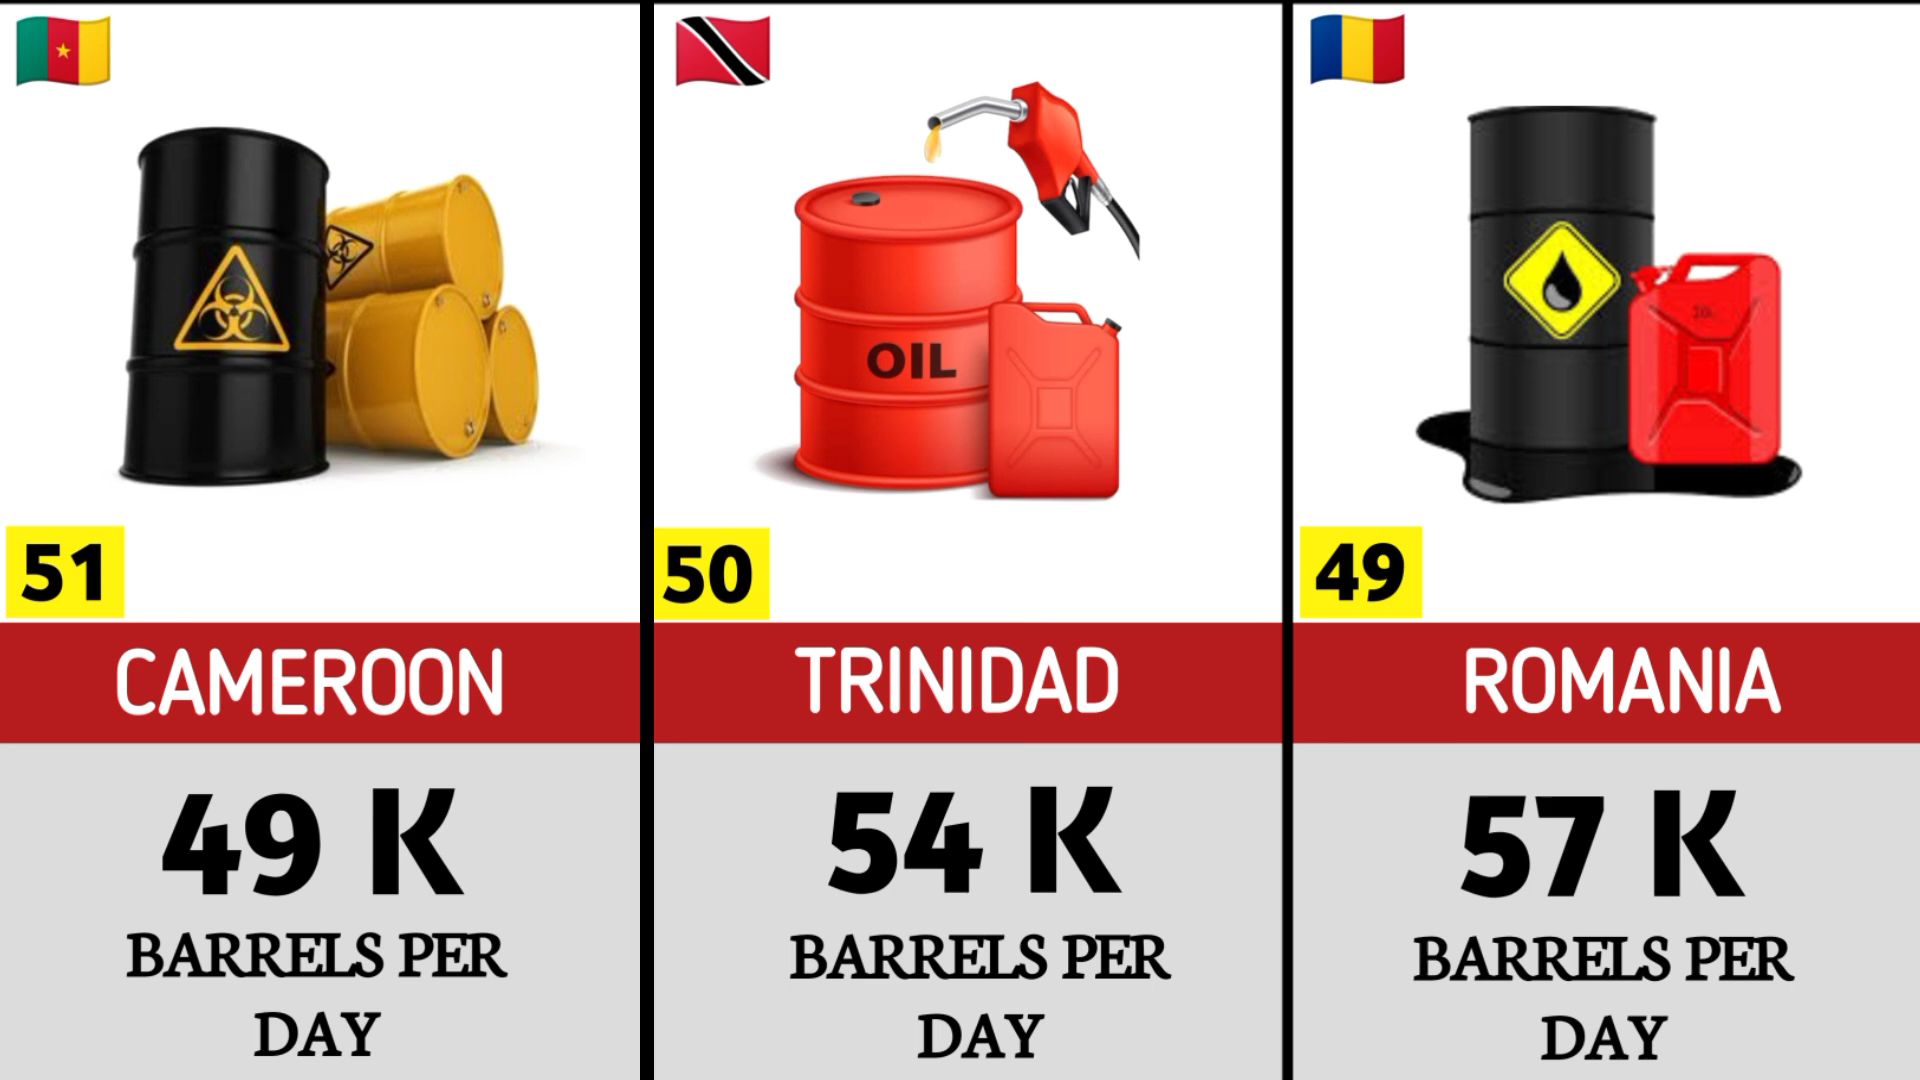 OIL
51
CAMEROON
49 K
BARRELS PER
DAY
50
TRINIDAD
54 K
BARRELS PER
DAY
49
ROMANIA
57 K
BARRELS PER
DAY